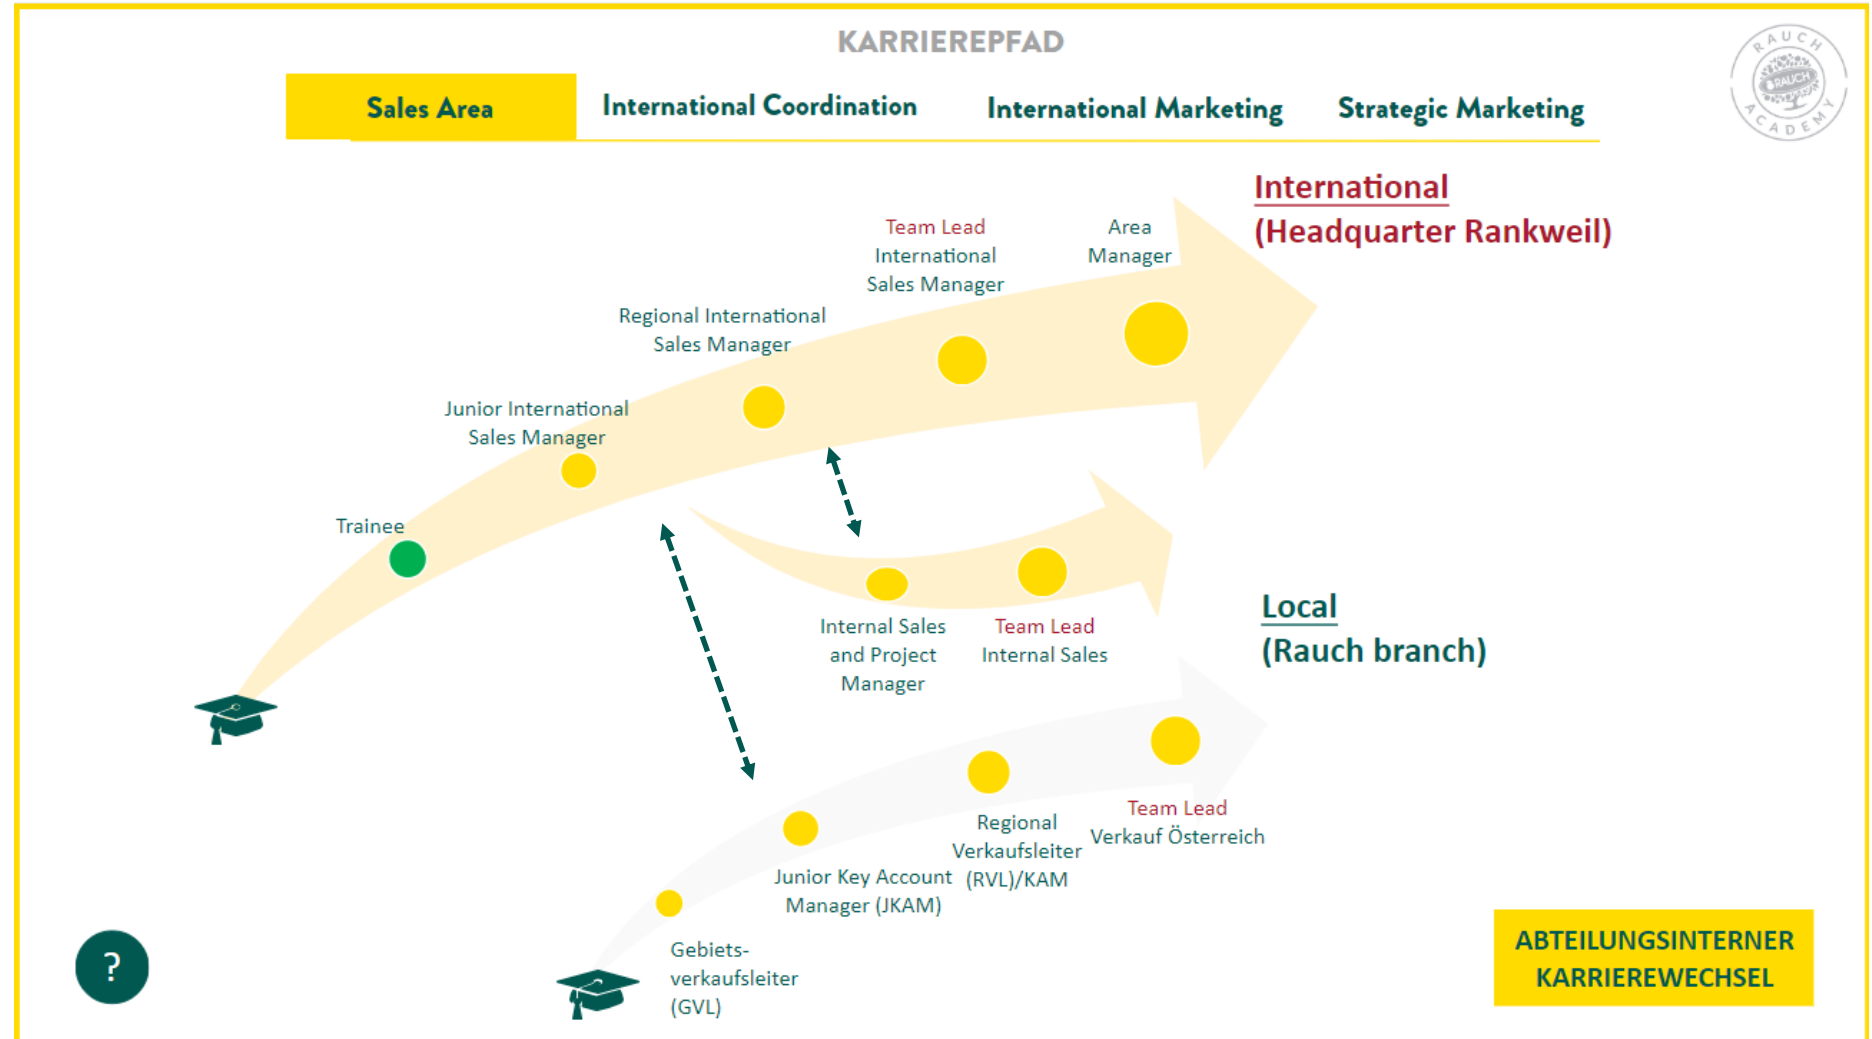 KARRIEREPFAD
RAUCH
RAUCH
ACADEMY
Sales Area
International Coordination
International Marketing
Strategic Marketing
International
(Headquarter Rankweil)
Team Lead
International
Sales Manager
Area
Manager
Regional International
Sales Manager
Junior International
Sales Manager
Trainee
Internal Sales
and Project
Manager
Team Lead
Internal Sales
Local
(Rauch branch)
Team Lead
Verkauf Österreich
Regional
Verkaufsleiter
(RVL)/KAM
Junior Key Account
Manager (JKAM)
Gebiets-
verkaufsleiter
(GVL)
?
ABTEILUNGSINTERNER
KARRIEREWECHSEL